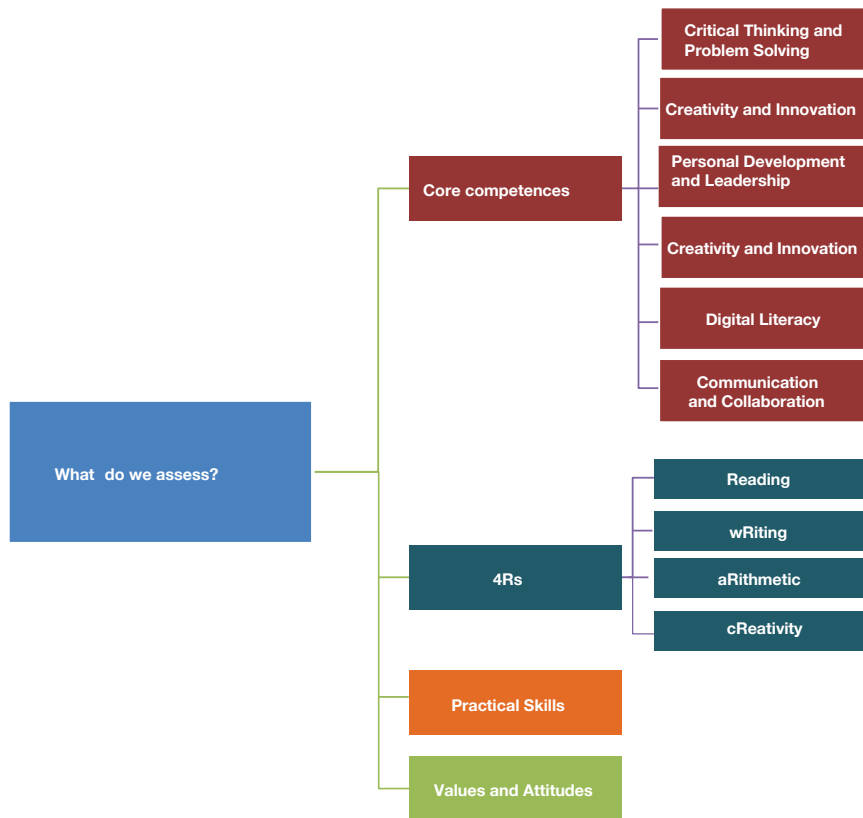 What do we assess?
Core competences
Critical Thinking and
Problem Solving
Creativity and Innovation
Personal Development
and Leadership
Creativity and Innovation
Digital Literacy
Communication
and Collaboration
4Rs
Reading
wRiting
aRithmetic
cReativity
Practical Skills
Values and Attitudes